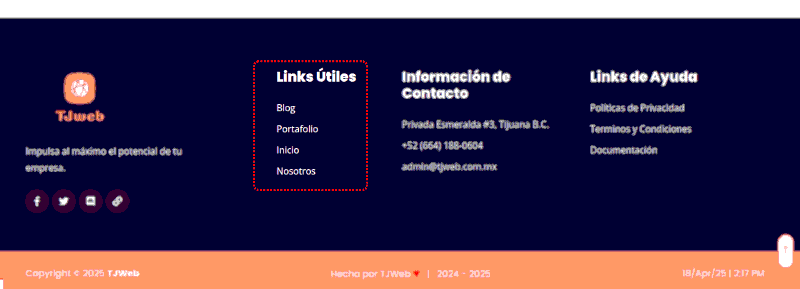 TJweb
Impulsa al máximo el potencial de tu
empresa.
Links Útiles
Blog
Portafolio
Inicio
Nosotros
Información de
Contacto
Privada Esmeralda #3, Tijuana B.C.
+52 (664) 188-0604
admin@tjweb.com.mx
Links de Ayuda
Políticas de Privacidad
Terminos y Condiciones
Documentación
Copyright © 2025 TJWeb
Hecho por TJWeb ♥ | 2024 - 2025
18/Apr/25 | 2:17 PM